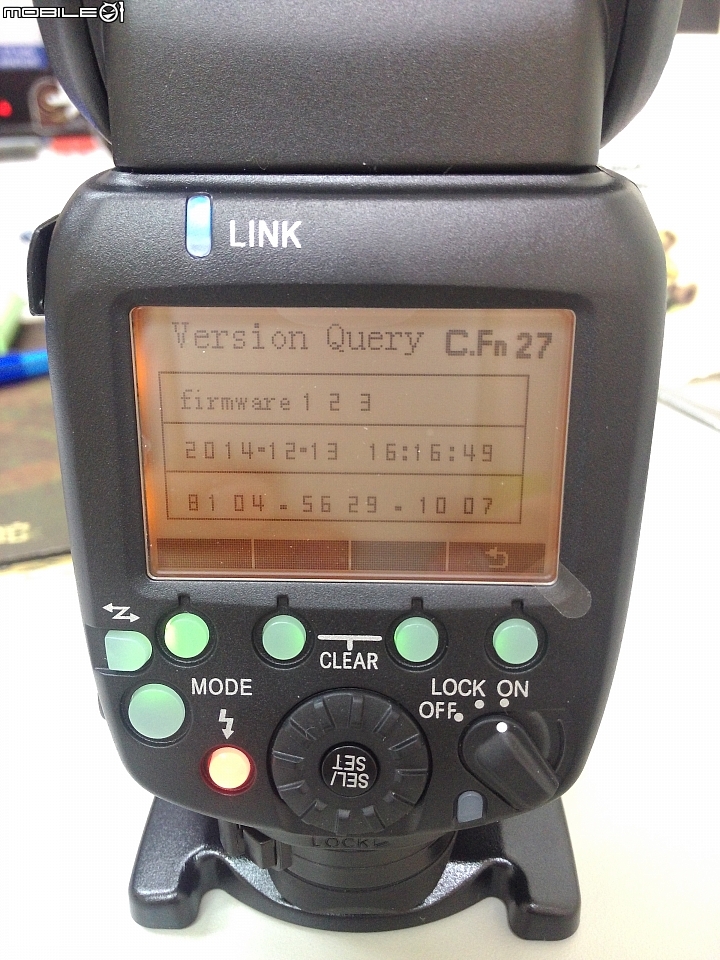 MOBILE01
LINK
Version Query C.Fn 27
firmware 1 2 3
2014-12-13 16:16:49
81 04 - 56 29 - 10 07
CLEAR
MODE
LOCK ON
OFF
SEL/
SET
LOCK